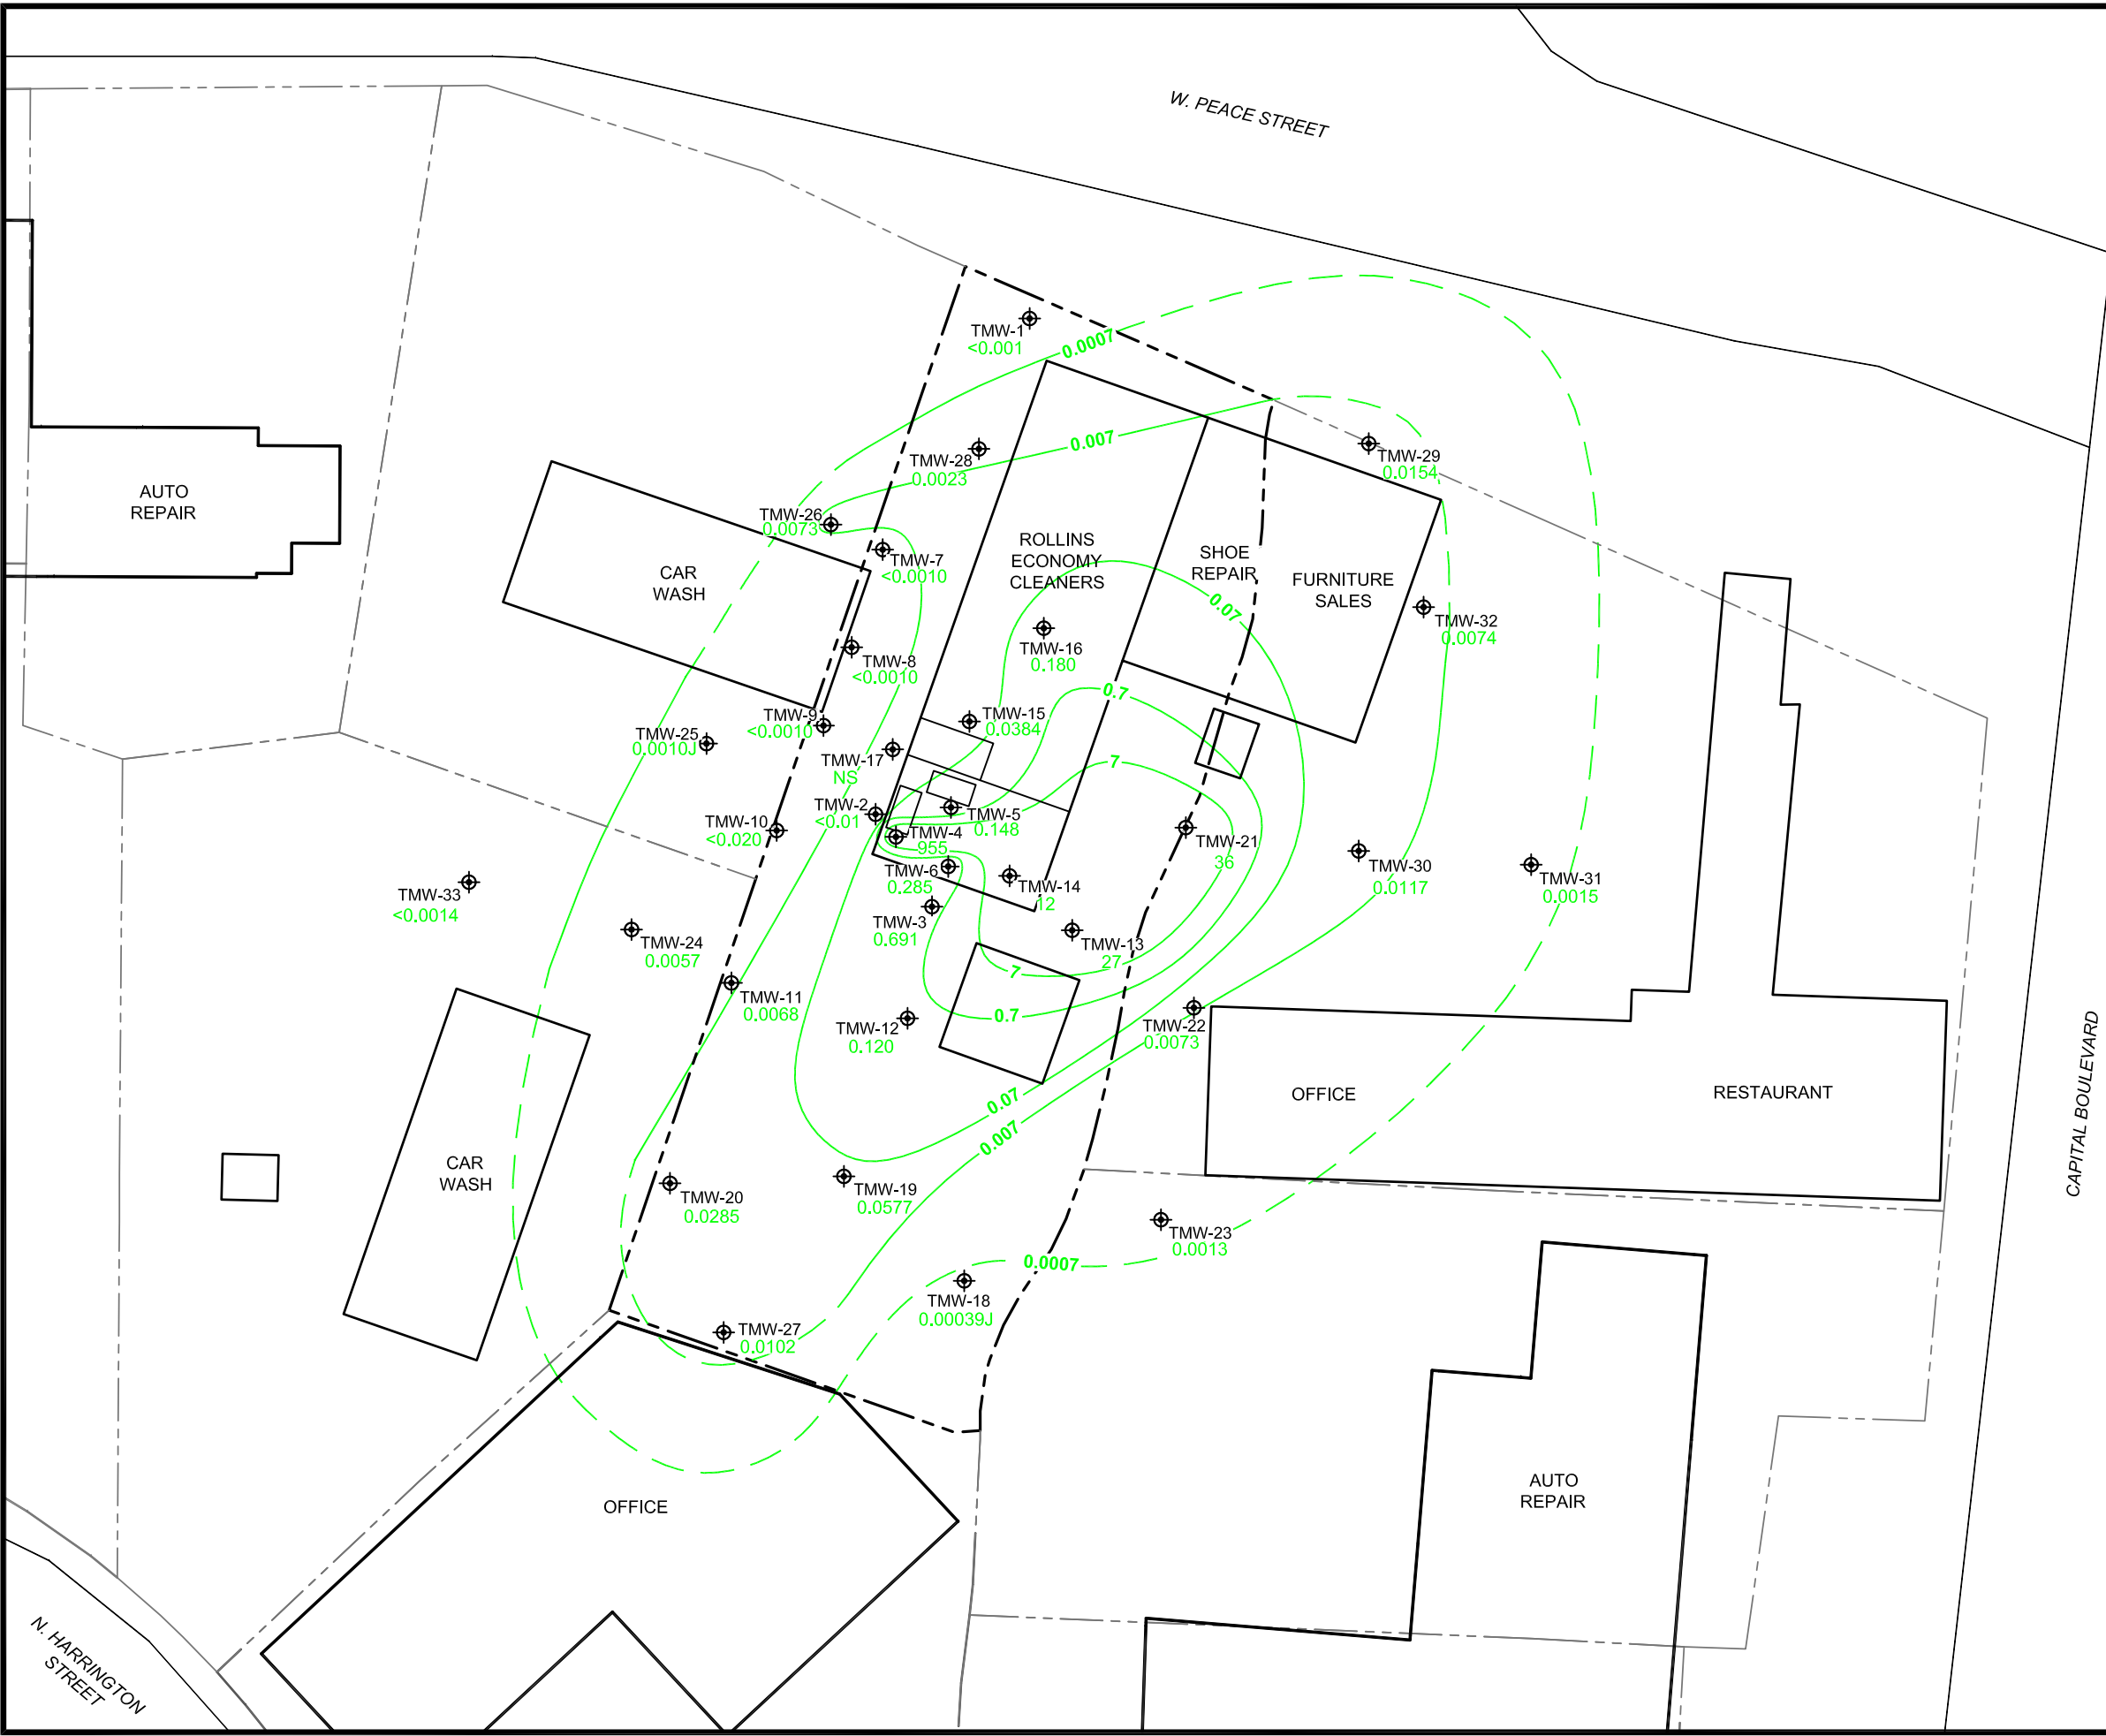 W. PEACE STREET
TMW-1
<0.001
0.0007
0.007
TMW-28
0.0023
TMW-29
0.0154
AUTO
REPAIR
TMW-26
0.0073
TMW-7
<0.0010
ROLLINS
ECONOMY
CLEANERS
SHOE
REPAIR
FURNITURE
SALES
CAR
WASH
0.07
TMW-32
0.0074
TMW-16
0.180
TMW-8
<0.0010
0.7
TMW-9
<0.0010
TMW-15
0.0384
TMW-25
0.0010J
TMW-17
NS
7
TMW-2
<0.01
TMW-5
0.148
TMW-10
<0.020
TMW-4
955
TMW-21
36
TMW-6
0.285
TMW-14
12
TMW-30
0.0117
TMW-31
0.0015
TMW-33
<0.0014
TMW-3
0.691
TMW-24
0.0057
TMW-13
27
7
TMW-11
0.0068
0.7
TMW-12
0.120
TMW-22
0.0073
OFFICE
RESTAURANT
CAPITAL BOULEVARD
0.07
0.007
CAR
WASH
TMW-20
0.0285
TMW-19
0.0577
TMW-23
0.0013
0.0007
TMW-18
0.00039J
TMW-27
0.0102
OFFICE
AUTO
REPAIR
N. HARRINGTON
STREET